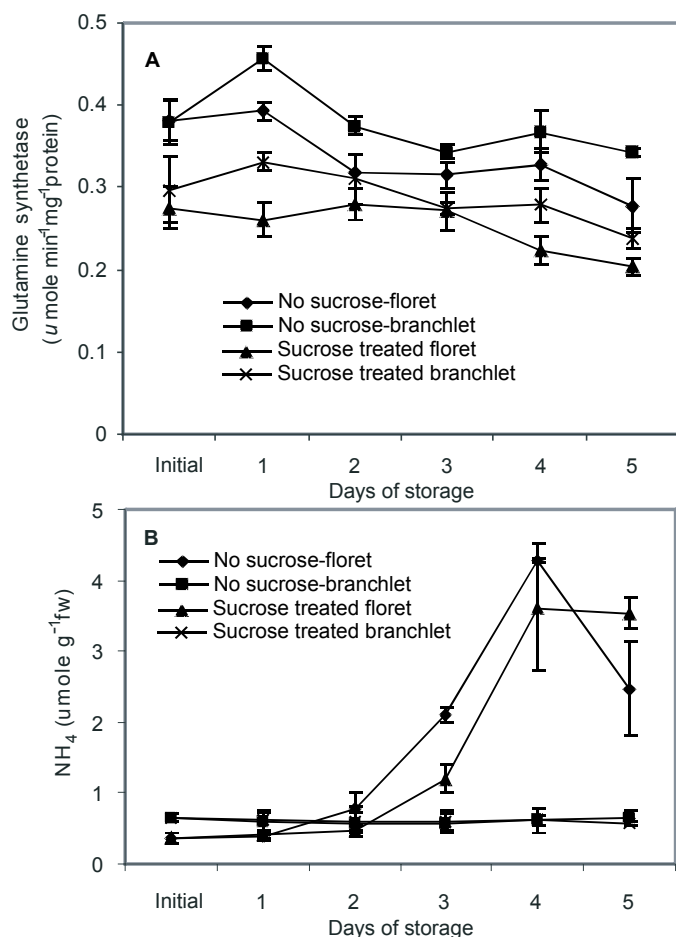 0.5
A
0.4
0.3
0.2
0.1
0
Glutamine synthetase
(umole min⁻¹mg⁻¹protein)
No sucrose-floret
No sucrose-branchlet
Sucrose treated floret
Sucrose treated branchlet
Initial 1 2 3 4 5
Days of storage
5
B
4
3
2
1
0
NH₄ (umole g⁻¹fw)
No sucrose-floret
No sucrose-branchlet
Sucrose treated floret
Sucrose treated branchlet
Initial 1 2 3 4 5
Days of storage